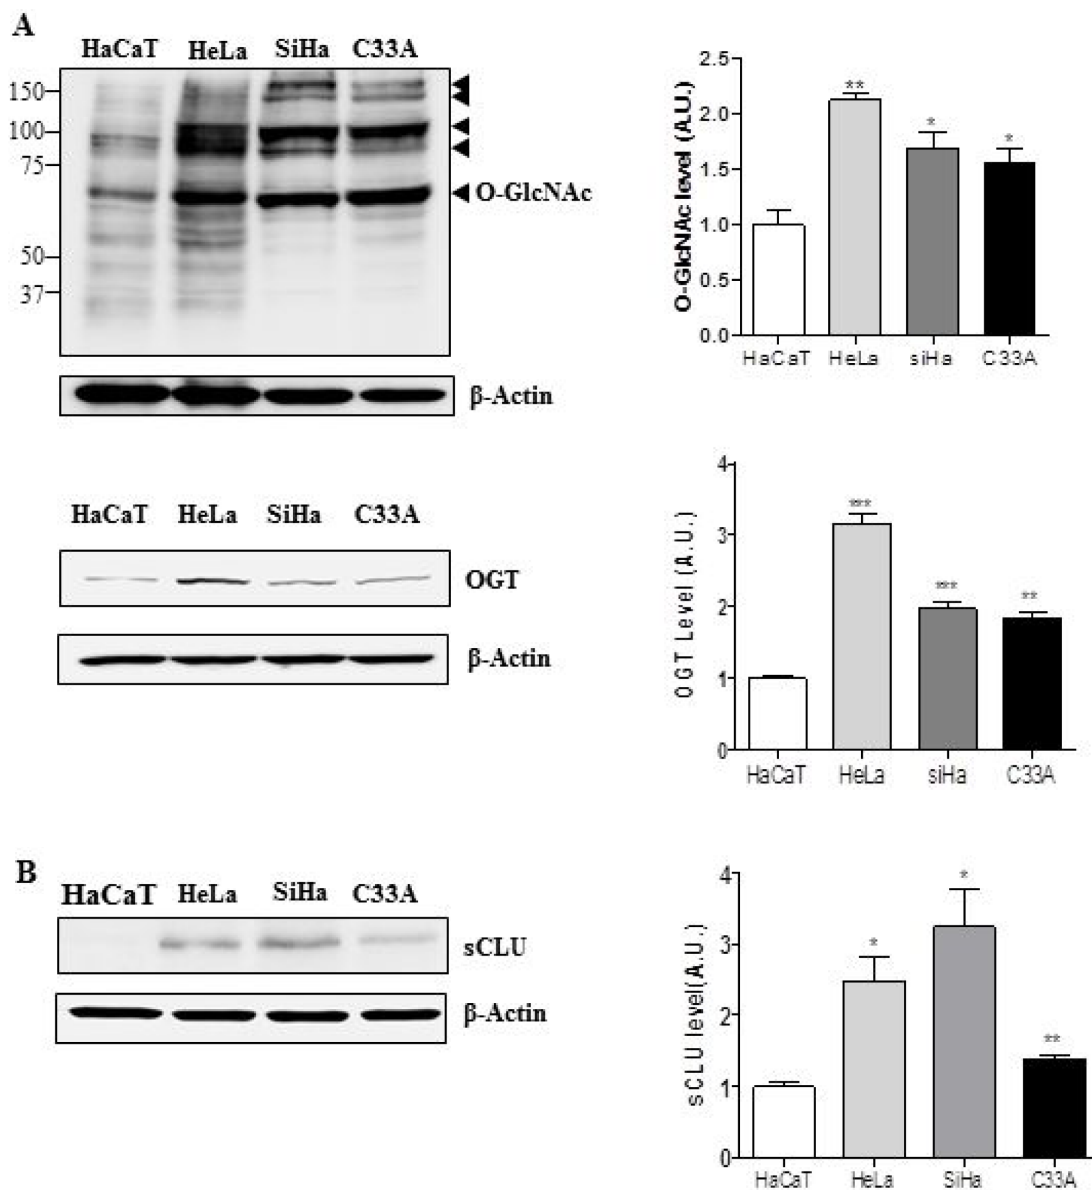 A
HaCaT HeLa SiHa C33A
150
100
75
50
37
O-GlcNAc
β-Actin
O-GlcNAc level (A.U.)
2.5
2.0
1.5
1.0
0.5
0.0
** * *
HaCaT HeLa siHa C33A
HaCaT HeLa SiHa C33A
OGT
β-Actin
OGT Level (A.U.)
4
3
2
1
0
*** *** **
HaCaT HeLa siHa C33A
B
HaCaT HeLa SiHa C33A
sCLU
β-Actin
sCLU level(A.U.)
4
3
2
1
0
* * **
HaCaT HeLa SiHa C33A